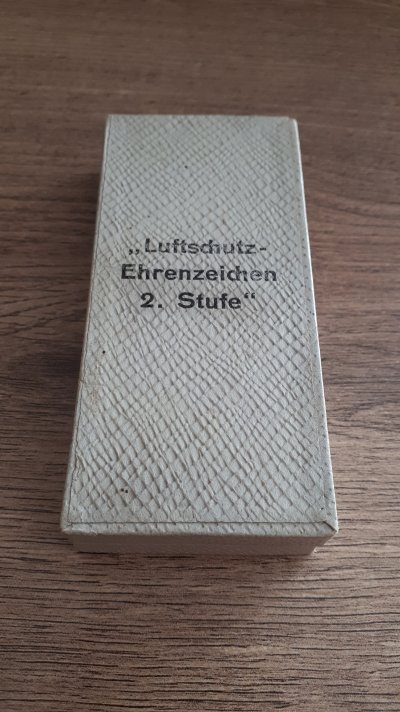 „Luftschutz-
Ehrenzeichen
2. Stufe“